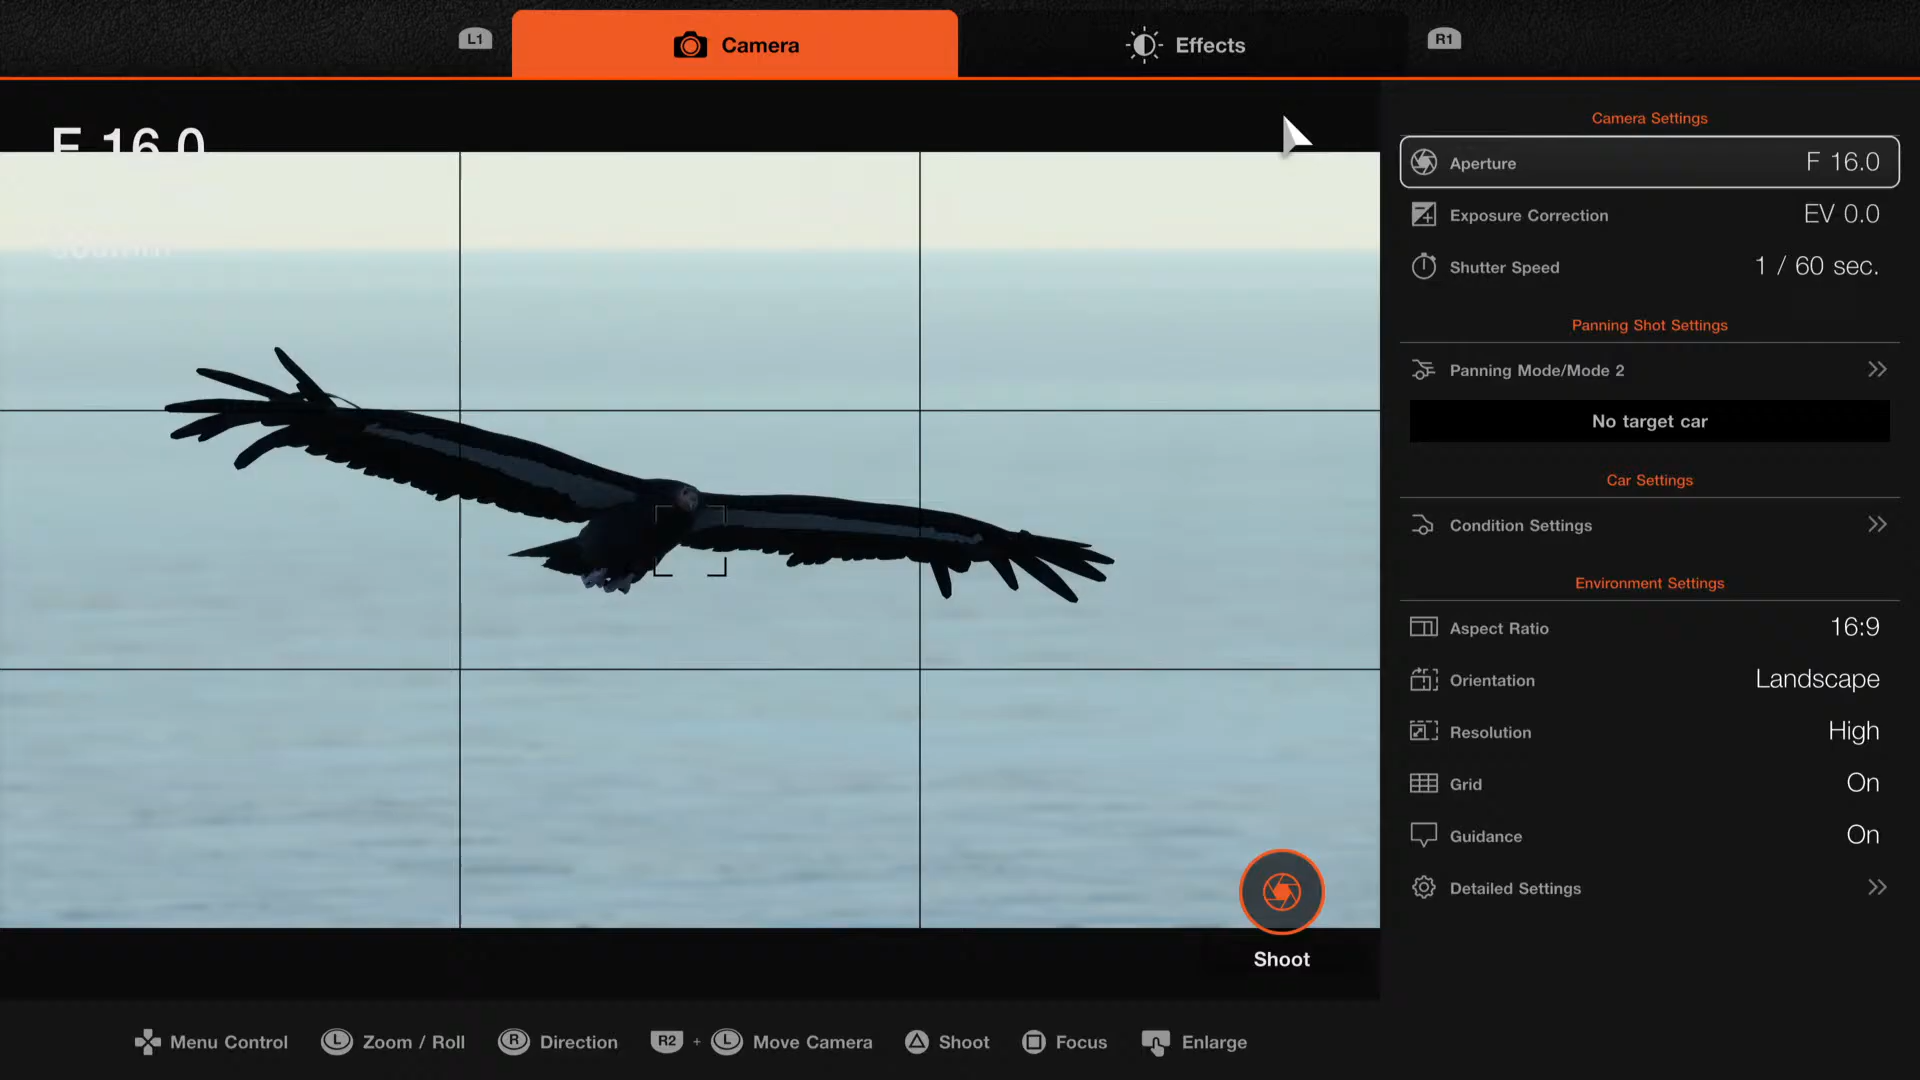 L1
Camera
Effects
R1
F 16.0
Camera Settings
Aperture F 16.0
Exposure Correction EV 0.0
Shutter Speed 1 / 60 sec.
Panning Shot Settings
Panning Mode/Mode 2
No target car
Car Settings
Condition Settings
Environment Settings
Aspect Ratio 16:9
Orientation Landscape
Resolution High
Grid On
Guidance On
Detailed Settings
Shoot
Menu Control
L Zoom / Roll
R Direction
R2 + L Move Camera
Shoot
Focus
Enlarge